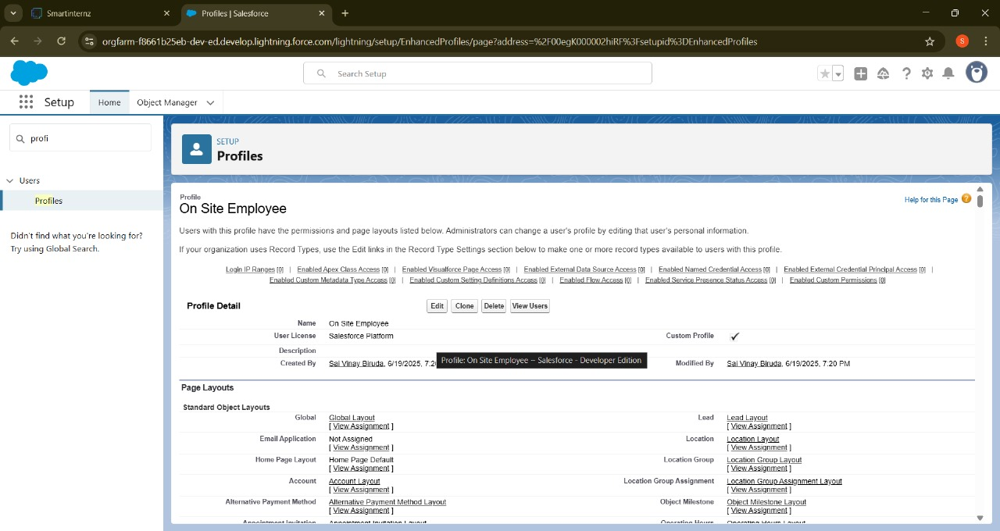 Smartinternz
Profiles | Salesforce
orgfarm-f8661b25eb-dev-ed.develop.lightning.force.com/lightning/setup/EnhancedProfiles/page?address=%2F00egK000002hiRF%3Fsetupid%3DEnhancedProfiles
S
Search Setup
Setup
Home
Object Manager
profi
Users
Profiles
Didn't find what you're looking for?
Try using Global Search.
SETUP
Profiles
Profile
On Site Employee
Help for this Page
Users with this profile have the permissions and page layouts listed below. Administrators can change a user's profile by editing that user's personal information.
If your organization uses Record Types, use the Edit links in the Record Type Settings section below to make one or more record types available to users with this profile.
Login IP Ranges [0] | Enabled Apex Class Access [0] | Enabled Visualforce Page Access [0] | Enabled External Data Source Access [0] | Enabled Named Credential Access [0] | Enabled External Credential Principal Access [0] |
Enabled Custom Metadata Type Access [0] | Enabled Custom Setting Definitions Access [0] | Enabled Flow Access [0] | Enabled Service Presence Status Access [0] | Enabled Custom Permissions [0]
Profile Detail Edit Clone Delete View Users
Name On Site Employee
User License Salesforce Platform Custom Profile
Description
Created By Sai Vinay Biruda, 6/19/2025, 7:2 Profile: On Site Employee ~ Salesforce - Developer Edition Modified By Sai Vinay Biruda, 6/19/2025, 7:20 PM
Page Layouts
Standard Object Layouts
Global Global Layout Lead Lead Layout
[ View Assignment ] [ View Assignment ]
Email Application Not Assigned Location Location Layout
[ View Assignment ] [ View Assignment ]
Home Page Layout Home Page Default Location Group Location Group Layout
[ View Assignment ] [ View Assignment ]
Account Account Layout Location Group Assignment Location Group Assignment Layout
[ View Assignment ] [ View Assignment ]
Alternative Payment Method Alternative Payment Method Layout Object Milestone Object Milestone Layout
[ View Assignment ] [ View Assignment ]
Appointment Invitation Appointment Invitation Layout Operating Hours Operating Hours Layout